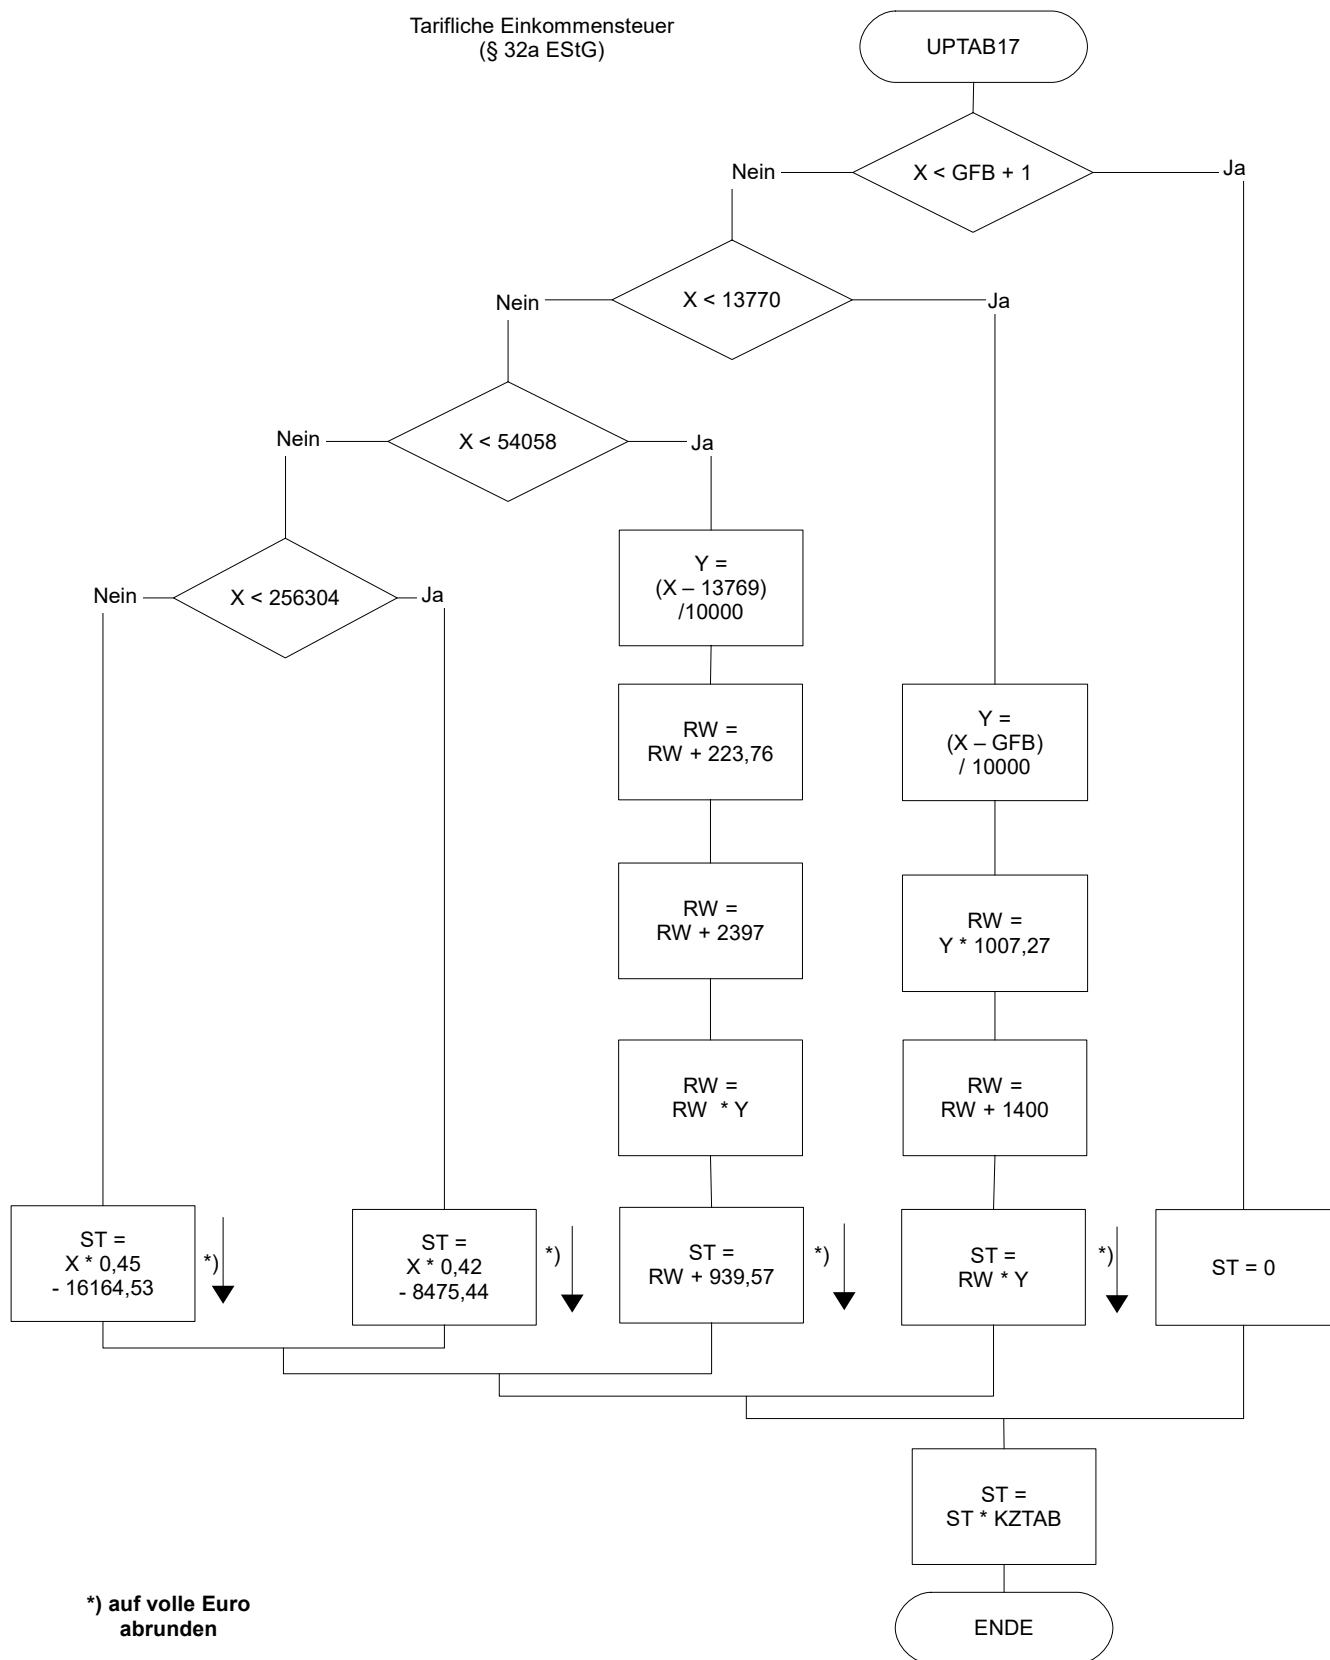 Tarifliche Einkommensteuer
(§ 32a EStG)
UPTAB17
X < GFB + 1
Nein
Ja
X < 13770
Nein
Ja
X < 54058
Nein
Ja
X < 256304
Nein
Ja
Y =
(X – 13769)
/10000
RW =
RW + 223,76
Y =
(X – GFB)
/ 10000
RW =
RW + 2397
RW =
Y * 1007,27
RW =
RW * Y
RW =
RW + 1400
ST =
X * 0,45
- 16164,53
*)
ST =
X * 0,42
- 8475,44
*)
ST =
RW + 939,57
*)
ST =
RW * Y
*)
ST = 0
ST =
ST * KZTAB
ENDE
*) auf volle Euro
abrunden